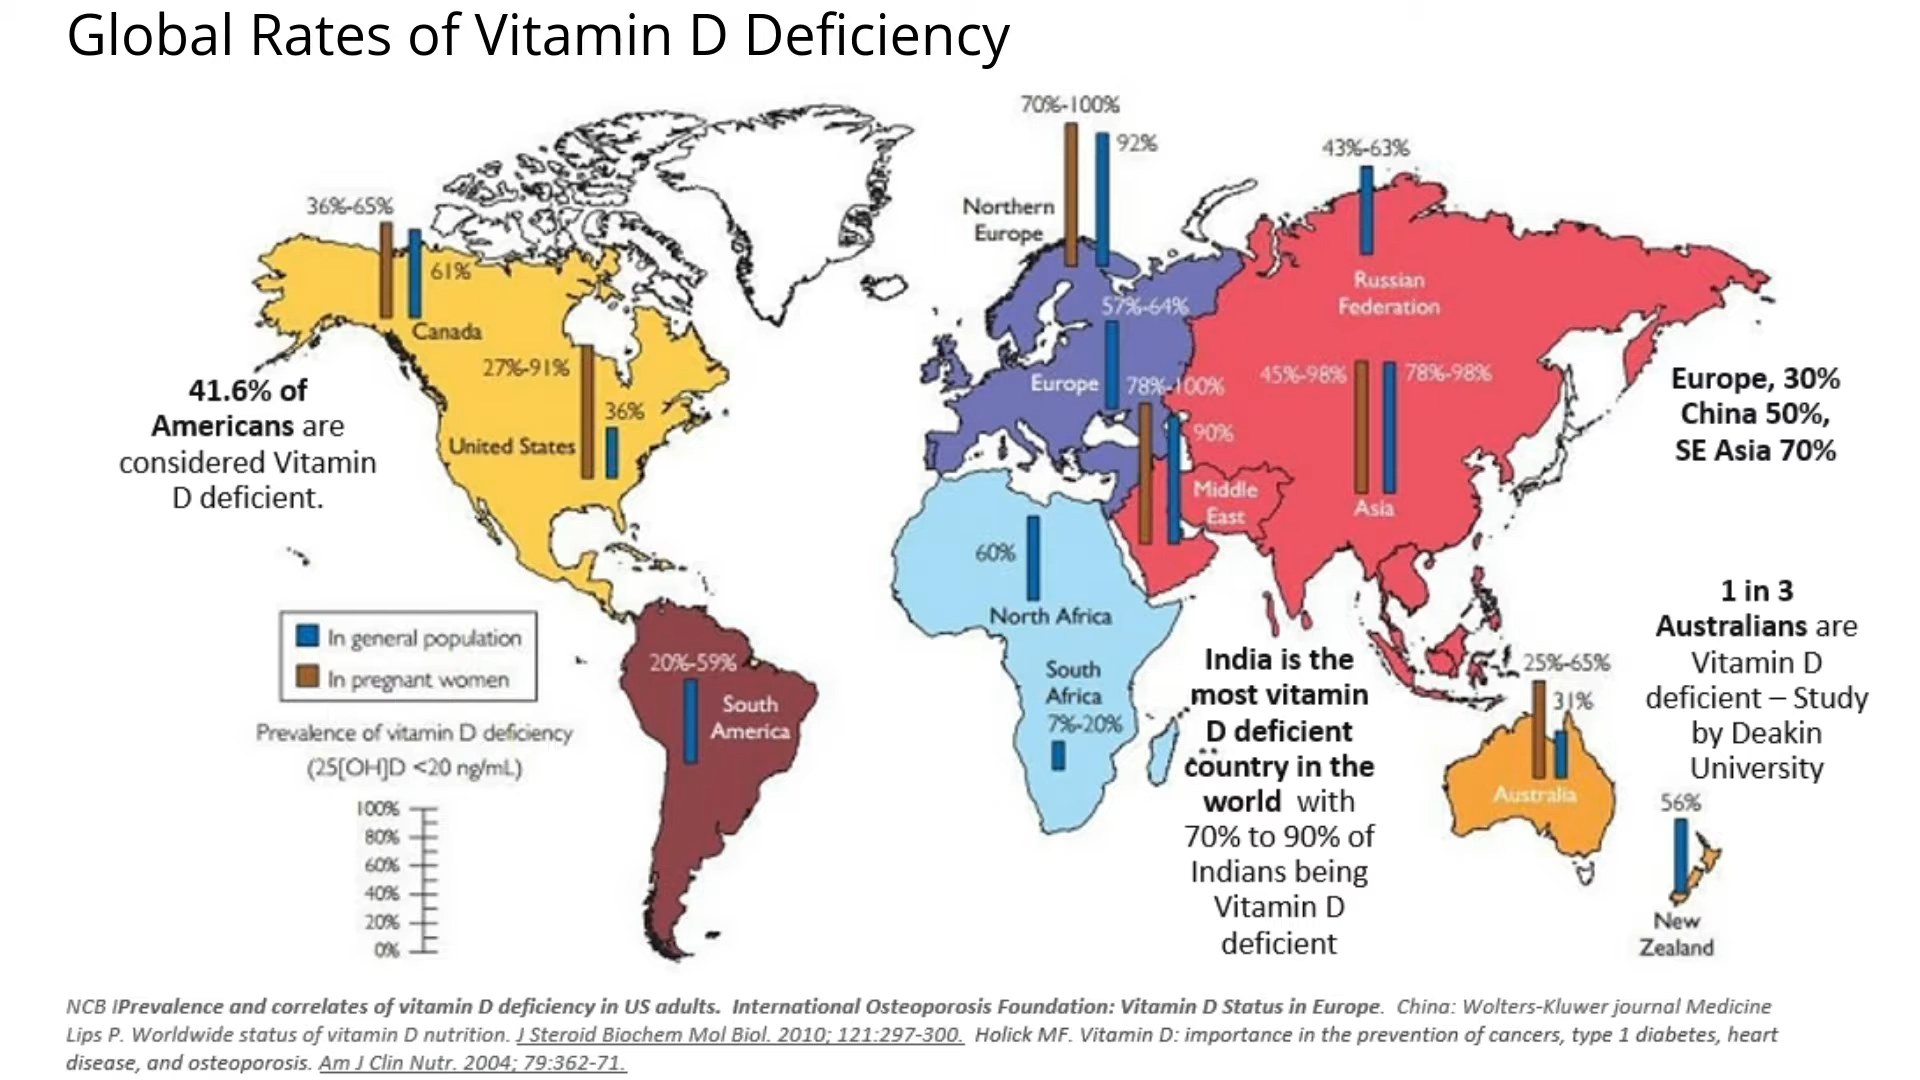 Global Rates of Vitamin D Deficiency
70%-100%
92%
43%-63%
36%-65%
Northern
Europe
61%
Russian
Federation
57%-64%
Canada
27%-91%
45%-98%
78%-98%
Europe
78%-100%
41.6% of
Americans are
considered Vitamin
D deficient.
Europe, 30%
China 50%,
SE Asia 70%
36%
United States
90%
Middle
East
Asia
60%
North Africa
1 in 3
Australians are
Vitamin D
deficient – Study
by Deakin
University
In general population
In pregnant women
20%-59%
South
America
South
Africa
7%-20%
India is the
most vitamin
D deficient
country in the
world with
70% to 90% of
Indians being
Vitamin D
deficient
25%-65%
31%
Australia
Prevalence of vitamin D deficiency
(25[OH]D <20 ng/mL)
100%
80%
60%
40%
20%
0%
56%
New
Zealand
NCB IPrevalence and correlates of vitamin D deficiency in US adults. International Osteoporosis Foundation: Vitamin D Status in Europe. China: Wolters-Kluwer journal Medicine
Lips P. Worldwide status of vitamin D nutrition. J Steroid Biochem Mol Biol. 2010; 121:297-300. Holick MF. Vitamin D: importance in the prevention of cancers, type 1 diabetes, heart
disease, and osteoporosis. Am J Clin Nutr. 2004; 79:362-71.